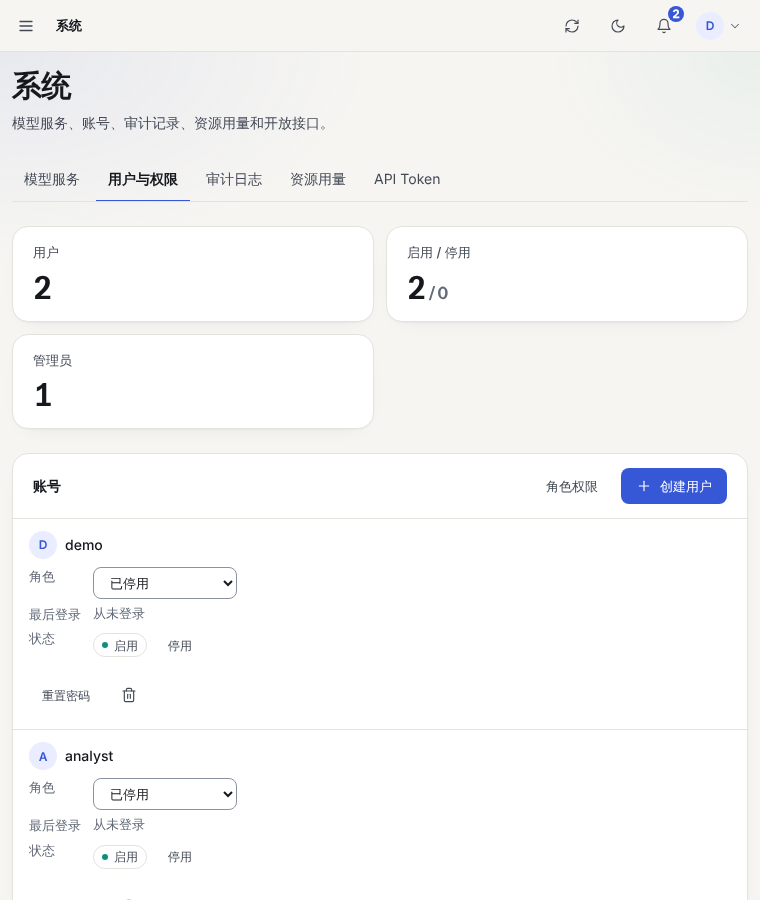 系统
2
D
系统
模型服务、账号、审计记录、资源用量和开放接口。
模型服务
用户与权限
审计日志
资源用量
API Token
用户
2
启用 / 停用
2 / 0
管理员
1
账号
角色权限
创建用户
D
demo
角色
已停用
最后登录
从未登录
状态
启用
停用
重置密码
A
analyst
角色
已停用
最后登录
从未登录
状态
启用
停用